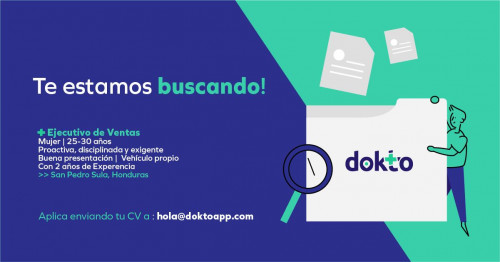 Te estamos buscando!
Ejecutivo de Ventas
Mujer | 25-30 años
Proactiva, disciplinada y exigente
Buena presentación | Vehículo propio
Con 2 años de Experencia
>> San Pedro Sula, Honduras
dokto
Aplica enviando tu CV a : hola@doktoapp.com